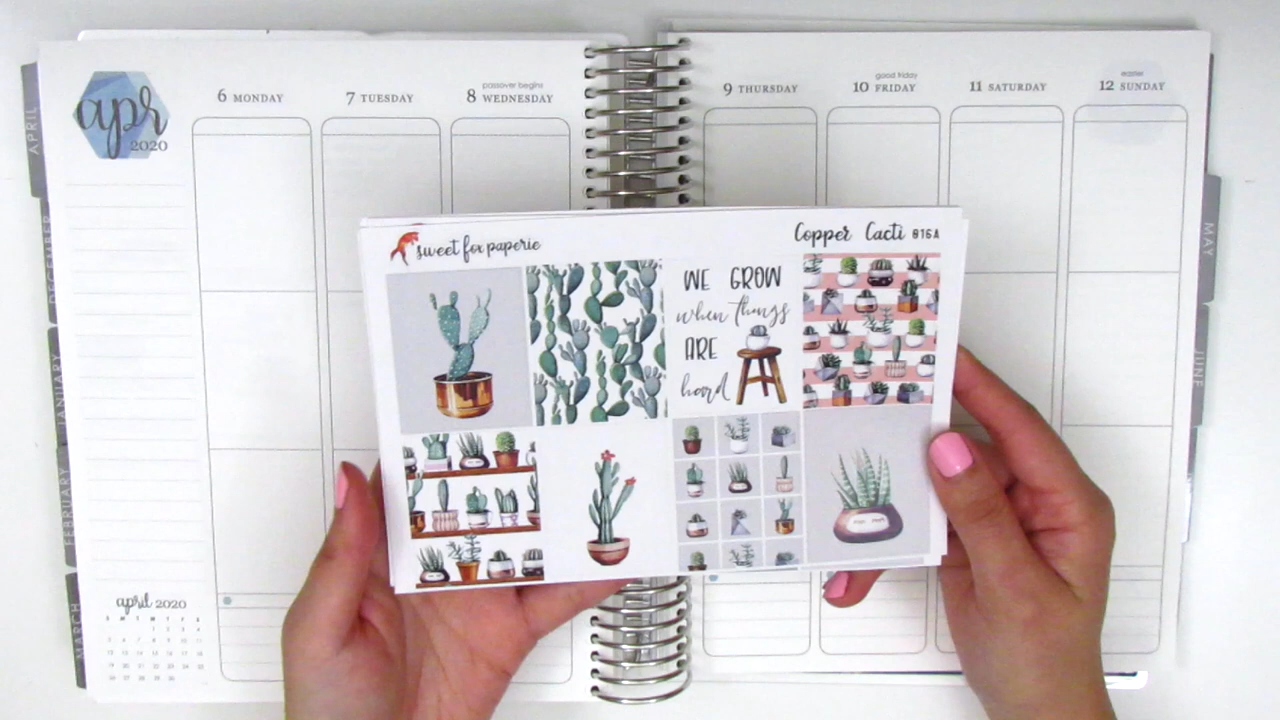 apr
2020
6 MONDAY
7 TUESDAY
passover begins
8 WEDNESDAY
9 THURSDAY
good friday
10 FRIDAY
11 SATURDAY
easter
12 SUNDAY
APRIL
DECEMBER
JANUARY
FEBRUARY
MARCH
MAY
JUNE
sweet fox paperie
Copper Cacti 016A
WE GROW
when things
ARE
hard
april 2020